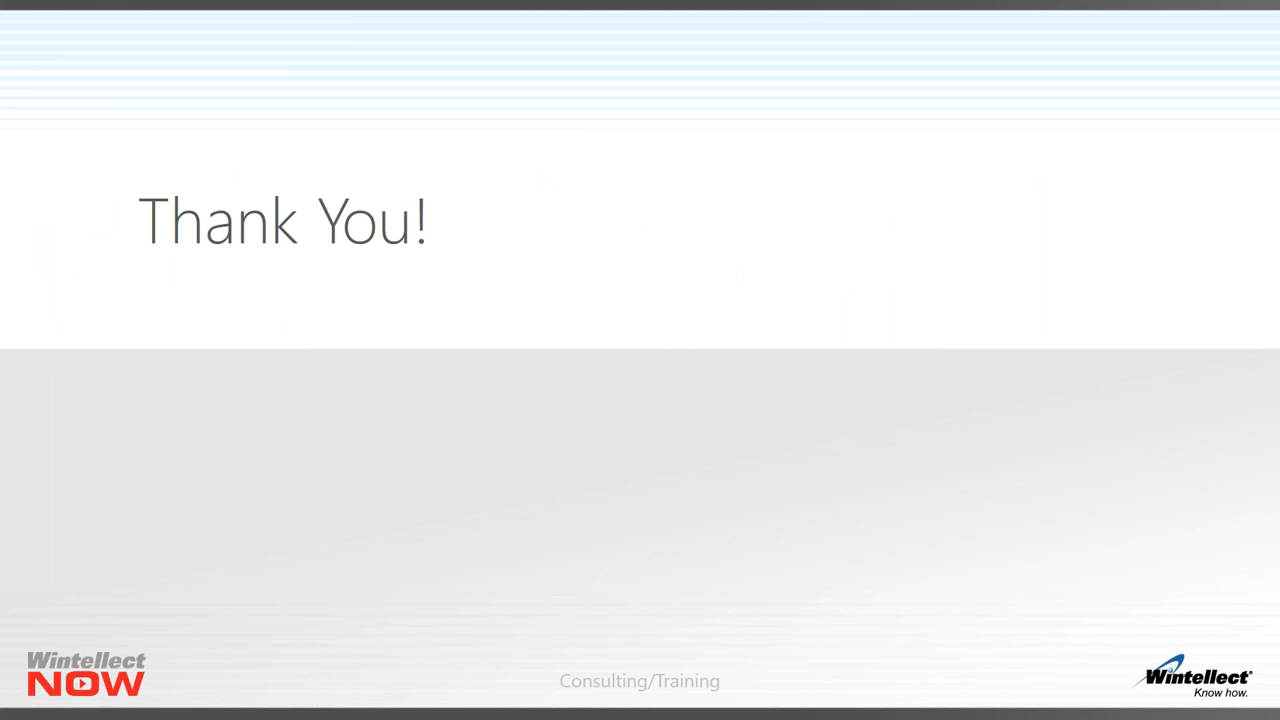 Thank You!
Wintellect
NOW
Consulting/Training
Wintellect®
Know how.